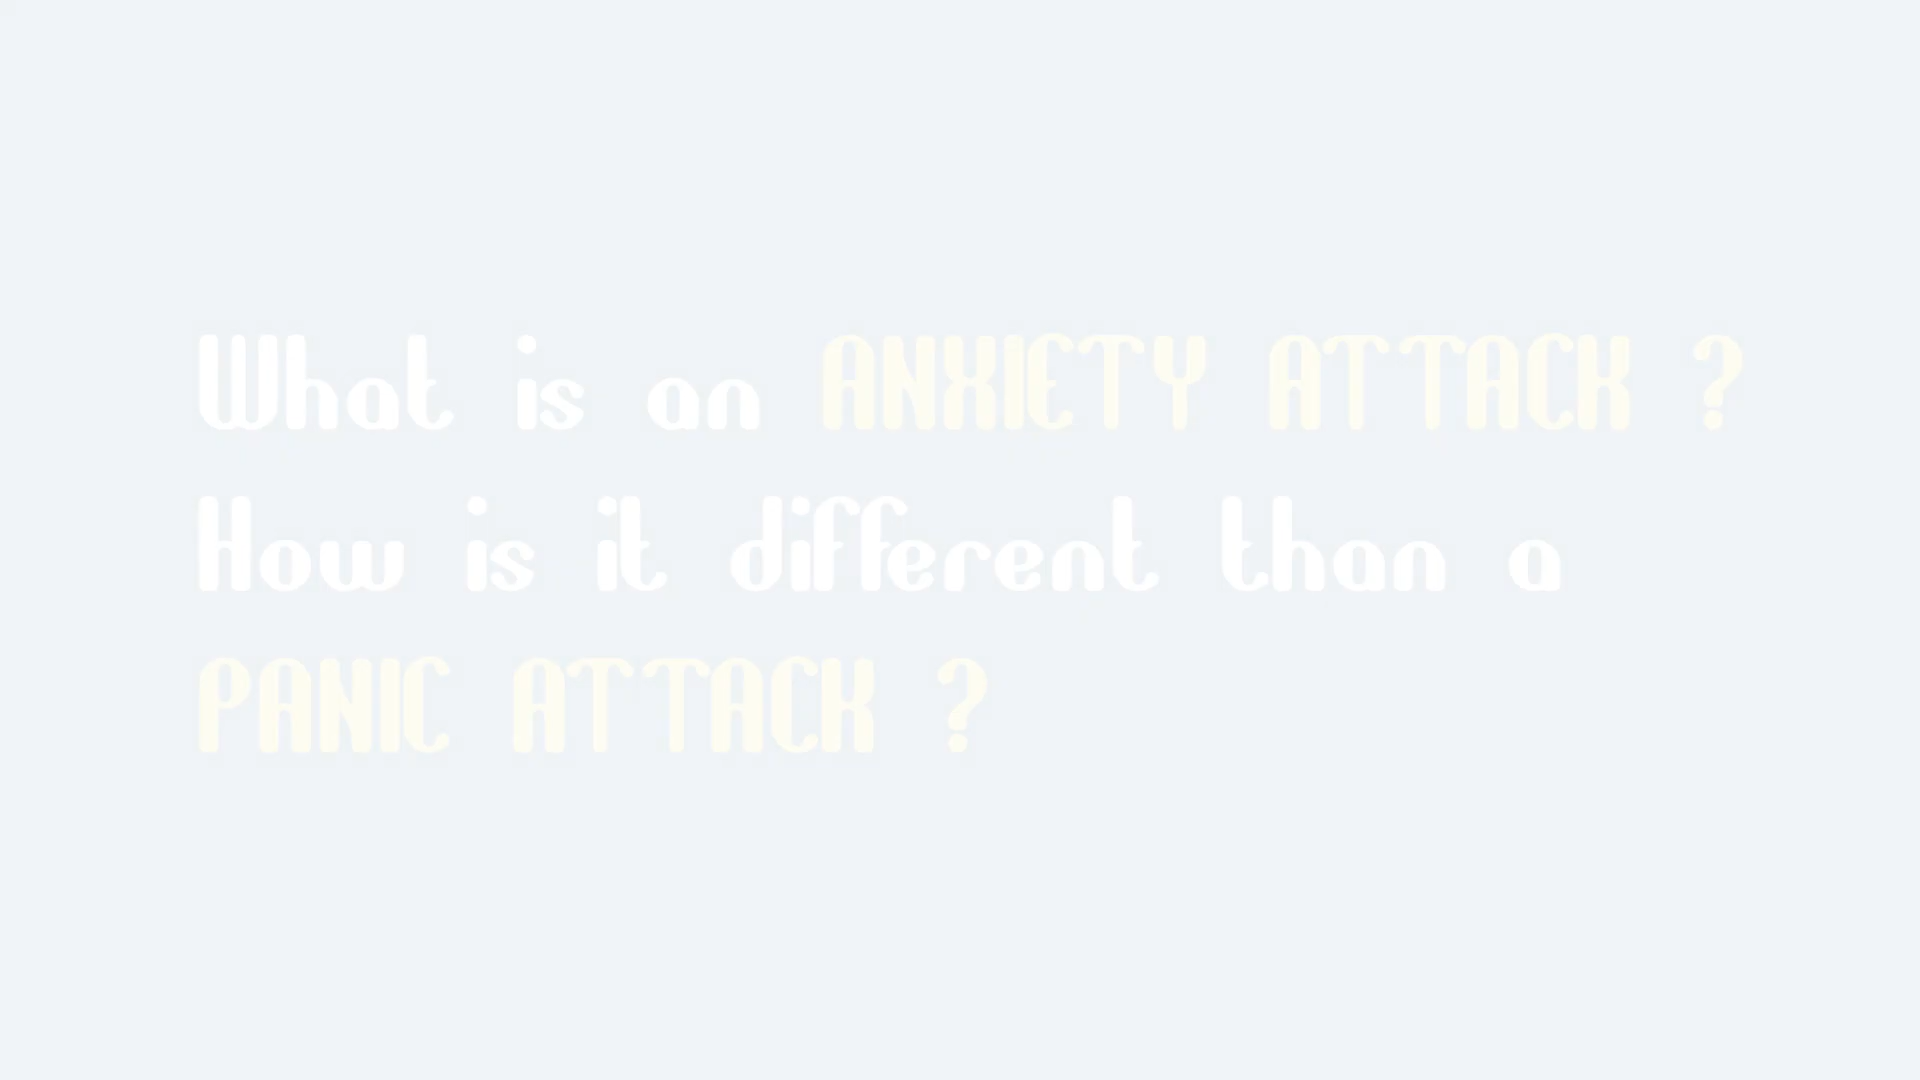 What is an ANXIETY ATTACK ?
How is it different than a
PANIC ATTACK ?